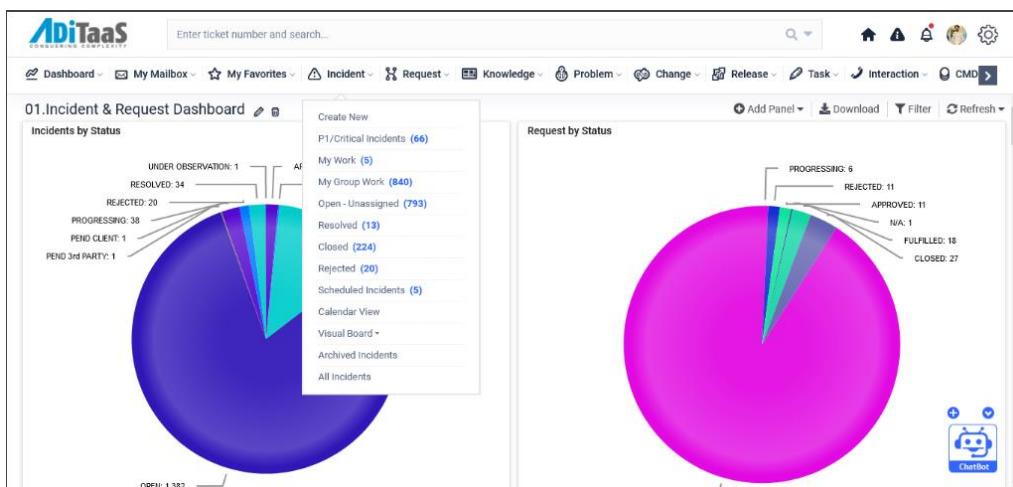 ADiTaaS
CONQUERING COMPLEXITY
Enter ticket number and search...
Dashboard My Mailbox My Favorites Incident Request Knowledge Problem Change Release Task Interaction CMD
01.Incident & Request Dashboard
Add Panel Download Filter Refresh
Incidents by Status
UNDER OBSERVATION: 1
RESOLVED: 34
REJECTED: 20
PROGRESSING: 38
PEND CLIENT: 1
PEND 3rd PARTY: 1
OPEN: 1,382
Create New
P1/Critical Incidents (66)
My Work (5)
My Group Work (840)
Open - Unassigned (793)
Resolved (13)
Closed (224)
Rejected (20)
Scheduled Incidents (5)
Calendar View
Visual Board
Archived Incidents
All Incidents
Request by Status
PROGRESSING: 6
REJECTED: 11
APPROVED: 11
N/A: 1
FULFILLED: 18
CLOSED: 27
ChatBot